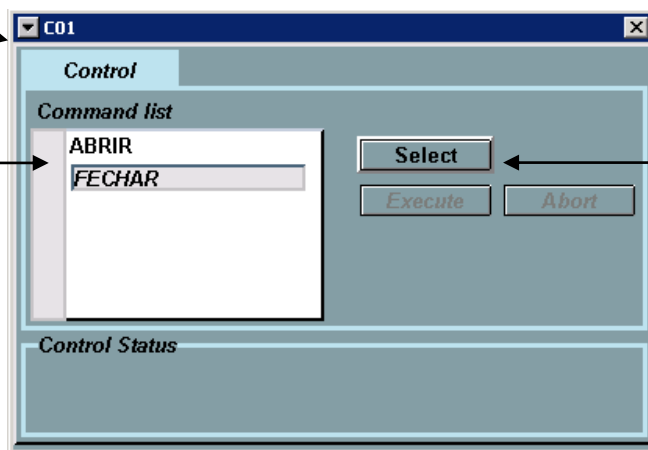 C01
Control
Command list
ABRIR
FECHAR
Select
Execute
Abort
Control Status